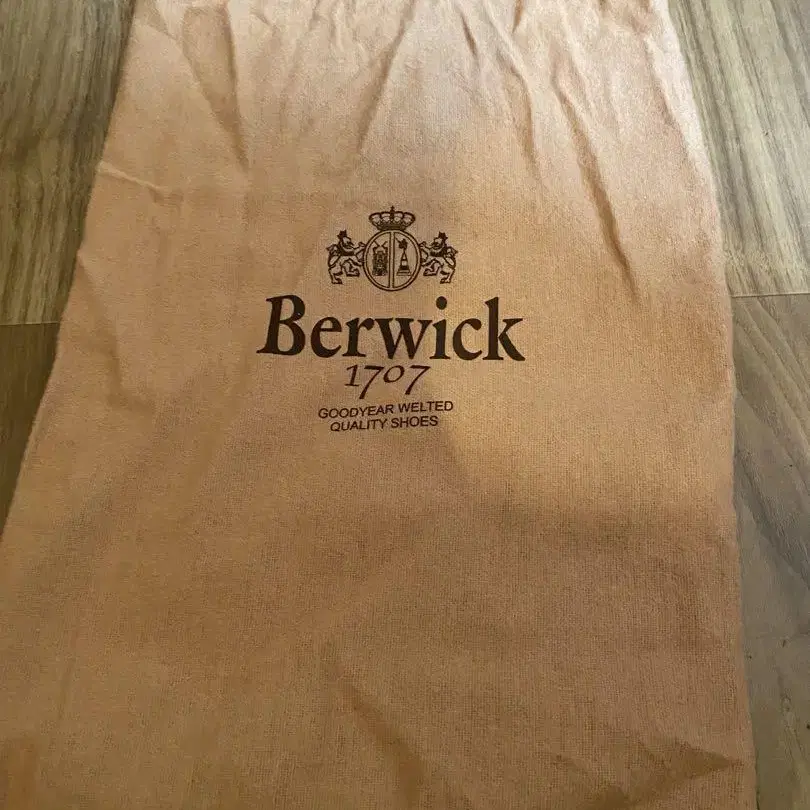 Berwick
1707
GOODYEAR WELTED
QUALITY SHOES